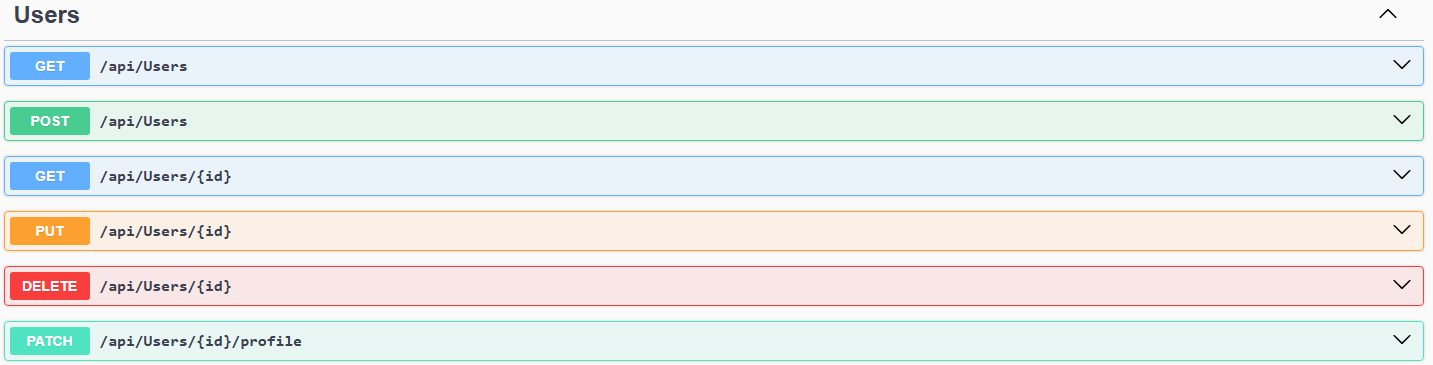 Users
GET /api/Users
POST /api/Users
GET /api/Users/{id}
PUT /api/Users/{id}
DELETE /api/Users/{id}
PATCH /api/Users/{id}/profile